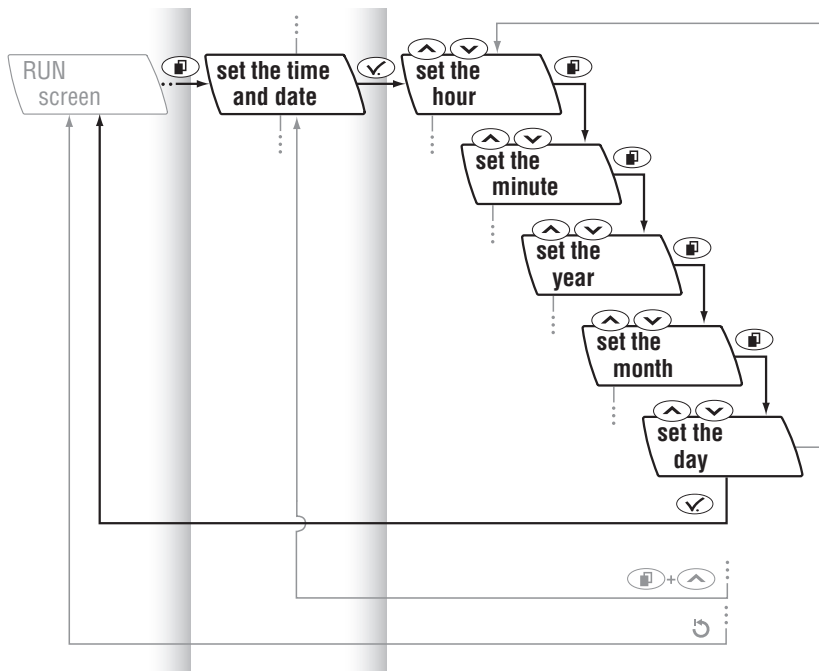 RUN
screen
set the time
and date
set the
hour
set the
minute
set the
year
set the
month
set the
day
+